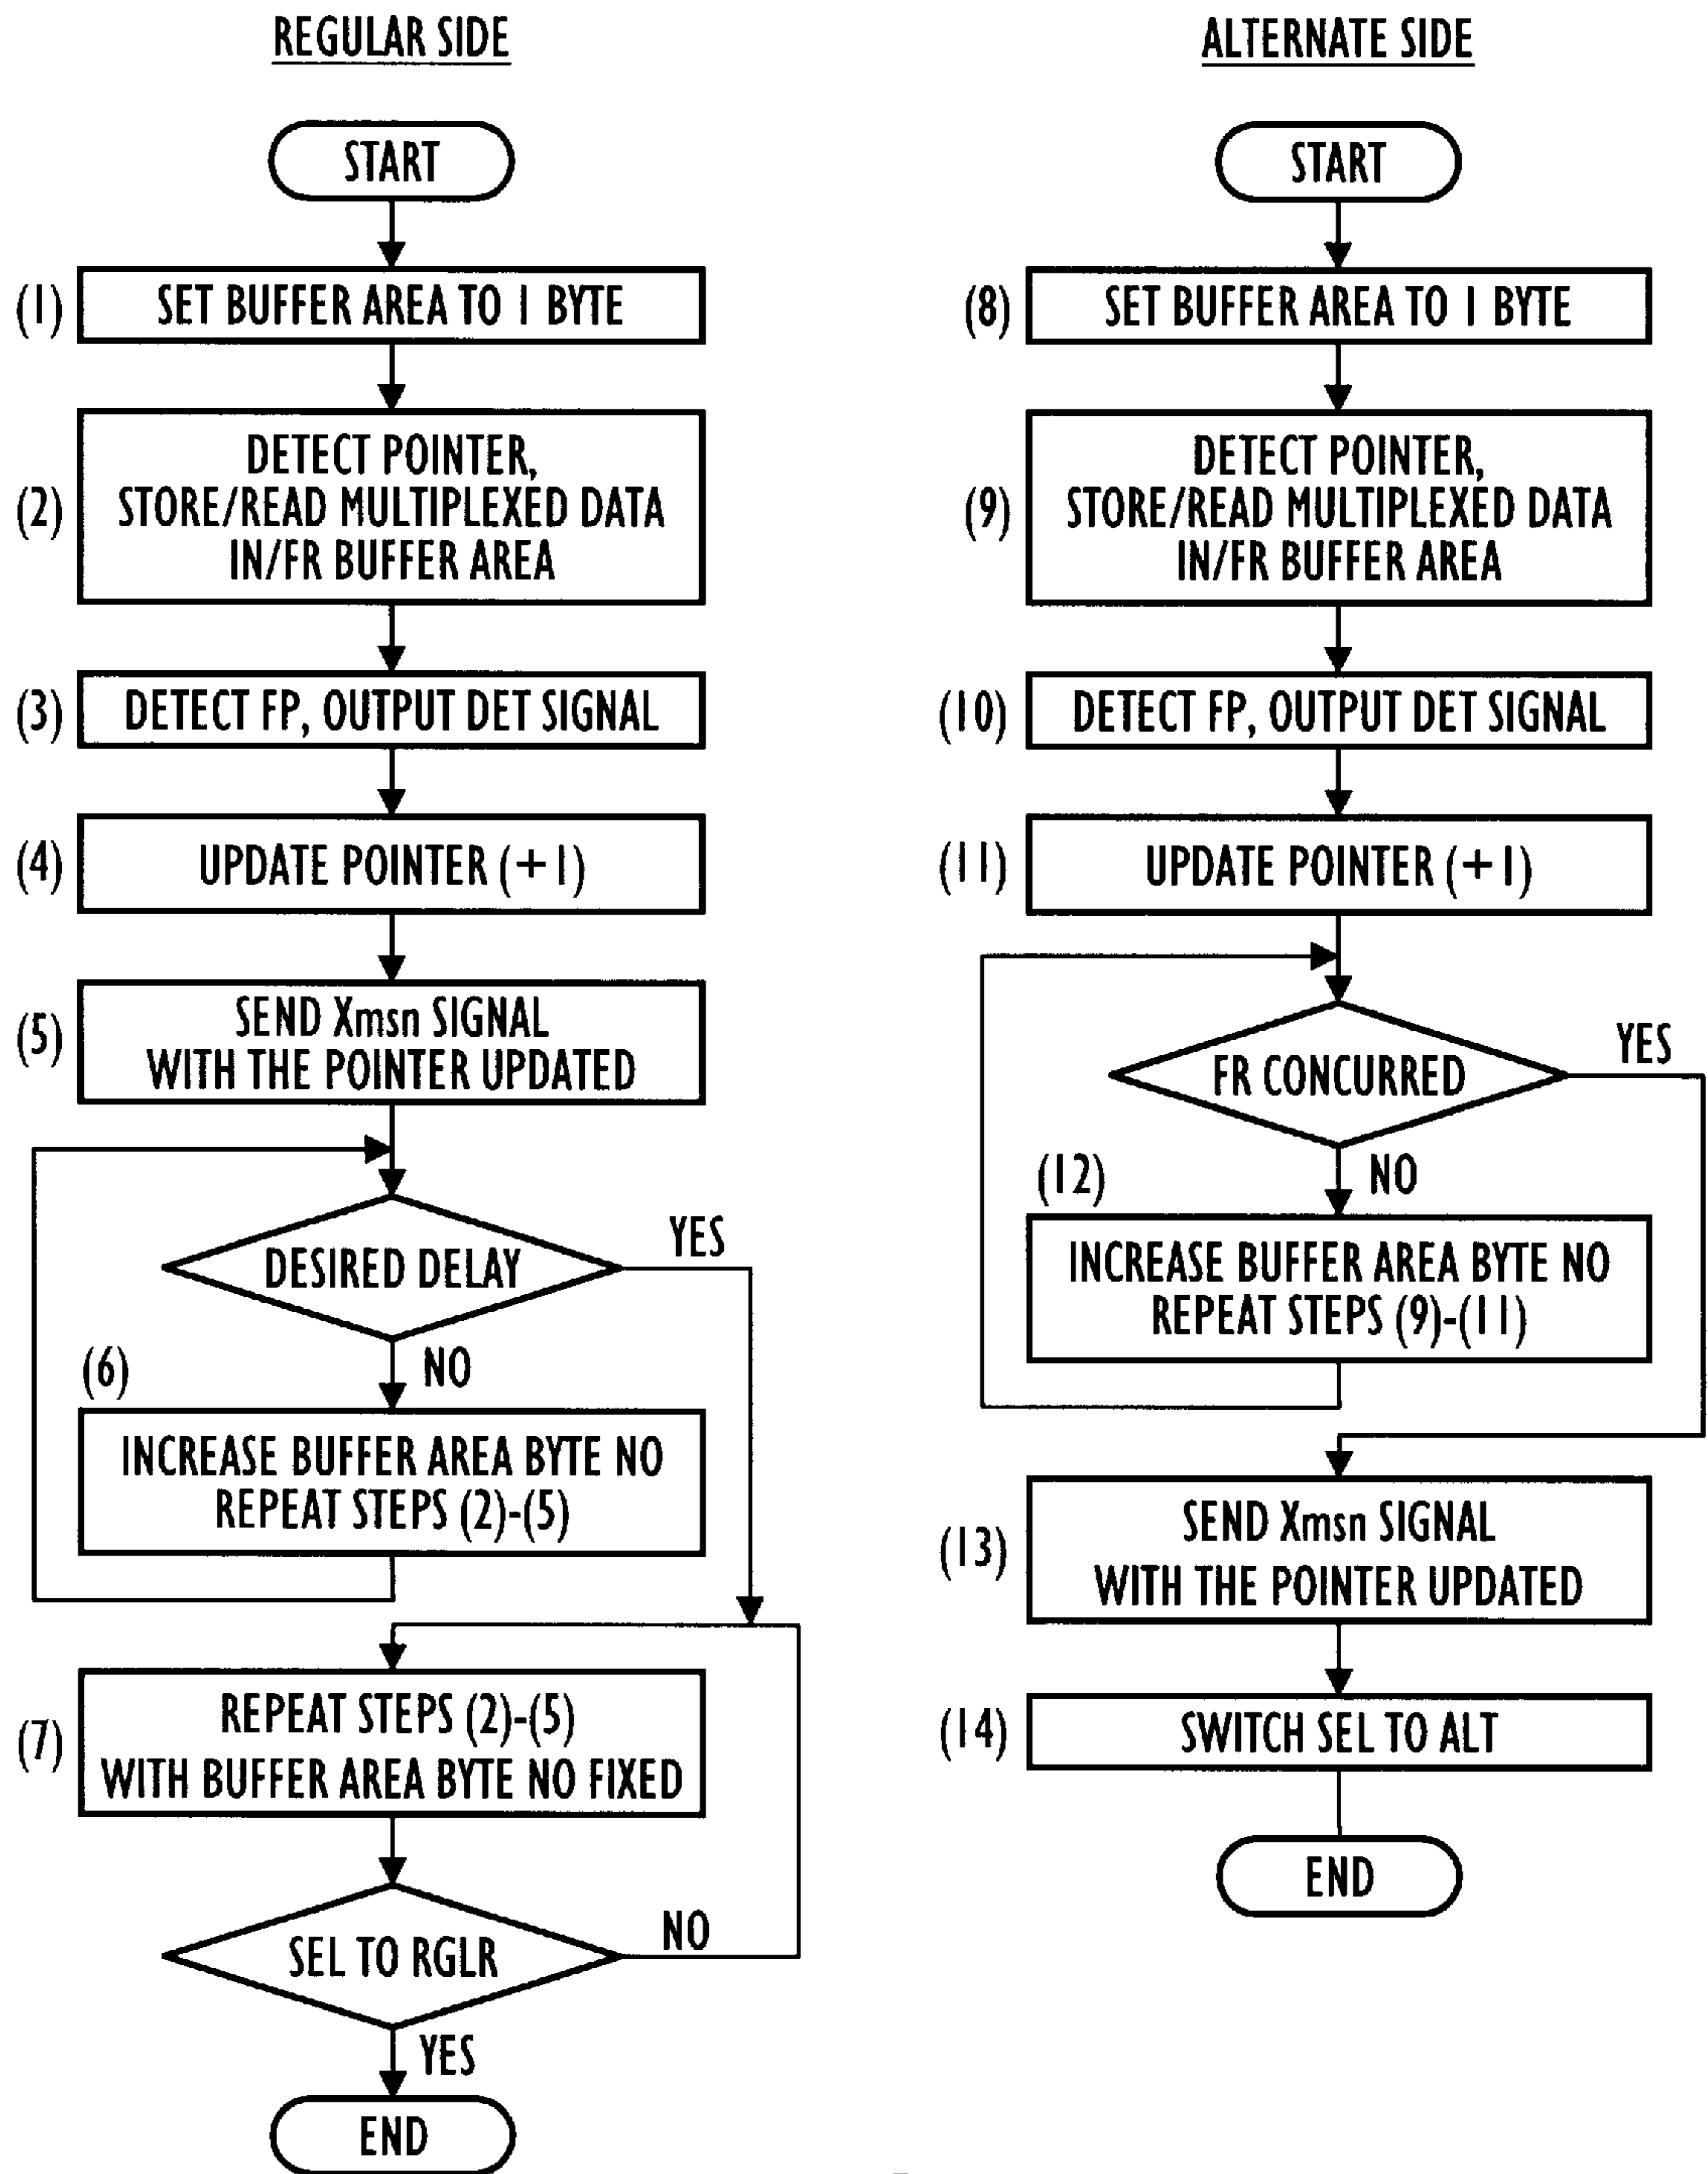 REGULAR SIDE
START
(1) SET BUFFER AREA TO 1 BYTE
(2) DETECT POINTER,
STORE/READ MULTIPLEXED DATA
IN/FR BUFFER AREA
(3) DETECT FP, OUTPUT DET SIGNAL
(4) UPDATE POINTER (+1)
(5) SEND Xmsn SIGNAL
WITH THE POINTER UPDATED
DESIRED DELAY
YES
NO
(6) INCREASE BUFFER AREA BYTE NO
REPEAT STEPS (2)-(5)
(7) REPEAT STEPS (2)-(5)
WITH BUFFER AREA BYTE NO FIXED
SEL TO RGLR
NO
YES
END
ALTERNATE SIDE
START
(8) SET BUFFER AREA TO 1 BYTE
(9) DETECT POINTER,
STORE/READ MULTIPLEXED DATA
IN/FR BUFFER AREA
(10) DETECT FP, OUTPUT DET SIGNAL
(11) UPDATE POINTER (+1)
FR CONCURRED
YES
NO
(12) INCREASE BUFFER AREA BYTE NO
REPEAT STEPS (9)-(11)
(13) SEND Xmsn SIGNAL
WITH THE POINTER UPDATED
(14) SWITCH SEL TO ALT
END